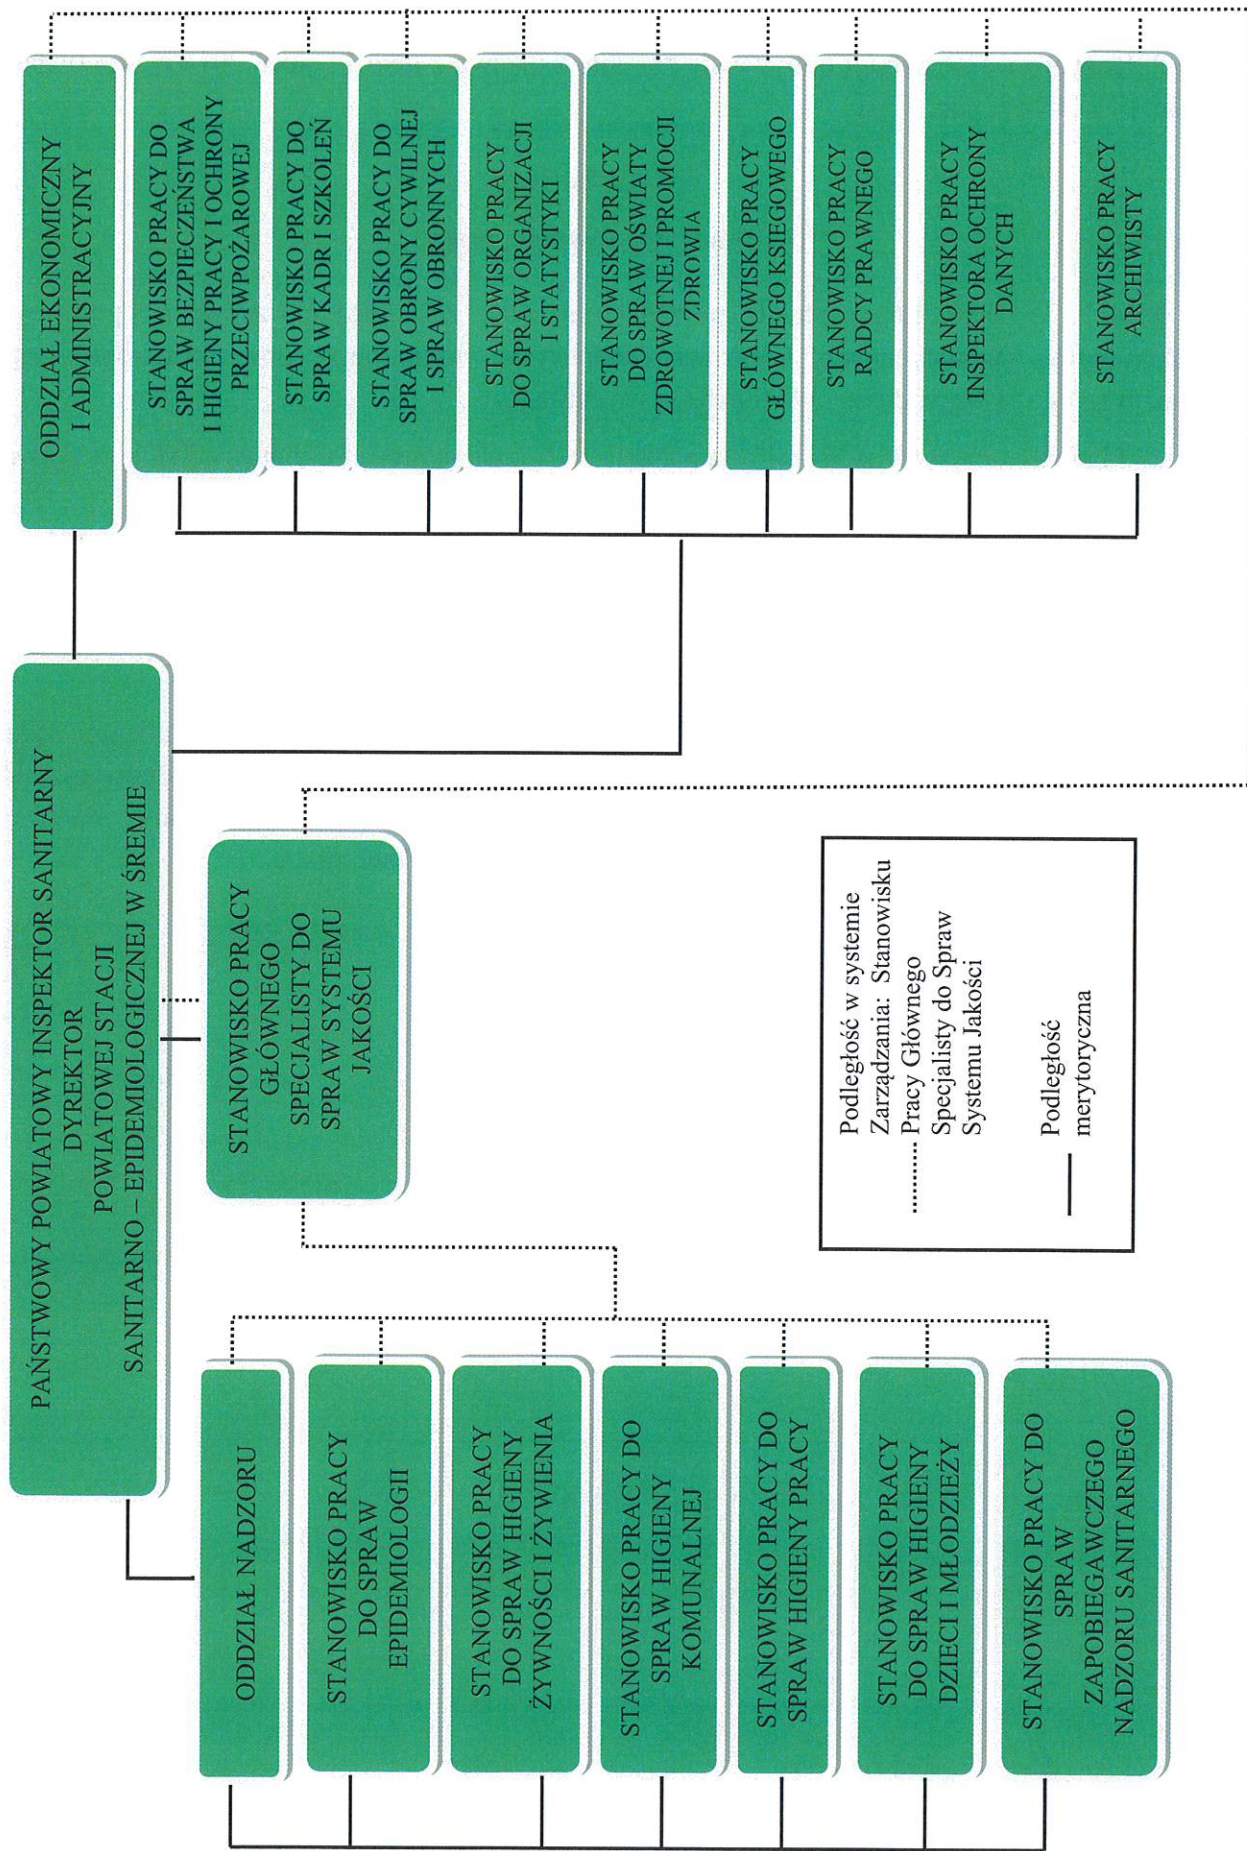 PAŃSTWOWY POWIATOWY INSPEKTOR SANITARNY
DYREKTOR
POWIATOWEJ STACJI
SANITARNO – EPIDEMIOLOGICZNEJ W ŚREMIE
ODDZIAŁ NADZORU
STANOWISKO PRACY
DO SPRAW
EPIDEMIOLOGII
STANOWISKO PRACY
DO SPRAW HIGIENY
ŻYWNOŚCI I ŻYWIENIA
STANOWISKO PRACY DO
SPRAW HIGIENY
KOMUNALNEJ
STANOWISKO PRACY DO
SPRAW HIGIENY PRACY
STANOWISKO PRACY
DO SPRAW HIGIENY
DZIECI I MŁODZIEŻY
STANOWISKO PRACY DO
SPRAW
ZAPOBIEGAWCZEGO
NADZORU SANITARNEGO
STANOWISKO PRACY
GŁÓWNEGO
SPECJALISTY DO
SPRAW SYSTEMU
JAKOŚCI
Podległość w systemie
Zarządzania: Stanowisku
Pracy Głównego
Specjalisty do Spraw
Systemu Jakości
Podległość
merytoryczna
ODDZIAŁ EKONOMICZNY
I ADMINISTRACYJNY
STANOWISKO PRACY DO
SPRAW BEZPIECZEŃSTWA
I HIGIENY PRACY I OCHRONY
PRZECIWPOŻAROWEJ
STANOWISKO PRACY DO
SPRAW KADR I SZKOLEŃ
STANOWISKO PRACY DO
SPRAW OBRONY CYWILNEJ
I SPRAW OBRONNYCH
STANOWISKO PRACY
DO SPRAW ORGANIZACJI
I STATYSTYKI
STANOWISKO PRACY
DO SPRAW OŚWIATY
ZDROWOTNEJ I PROMOCJI
ZDROWIA
STANOWISKO PRACY
GŁÓWNEGO KSIEGOWEGO
STANOWISKO PRACY
RADCY PRAWNEGO
STANOWISKO PRACY
INSPEKTORA OCHRONY
DANYCH
STANOWISKO PRACY
ARCHIWISTY